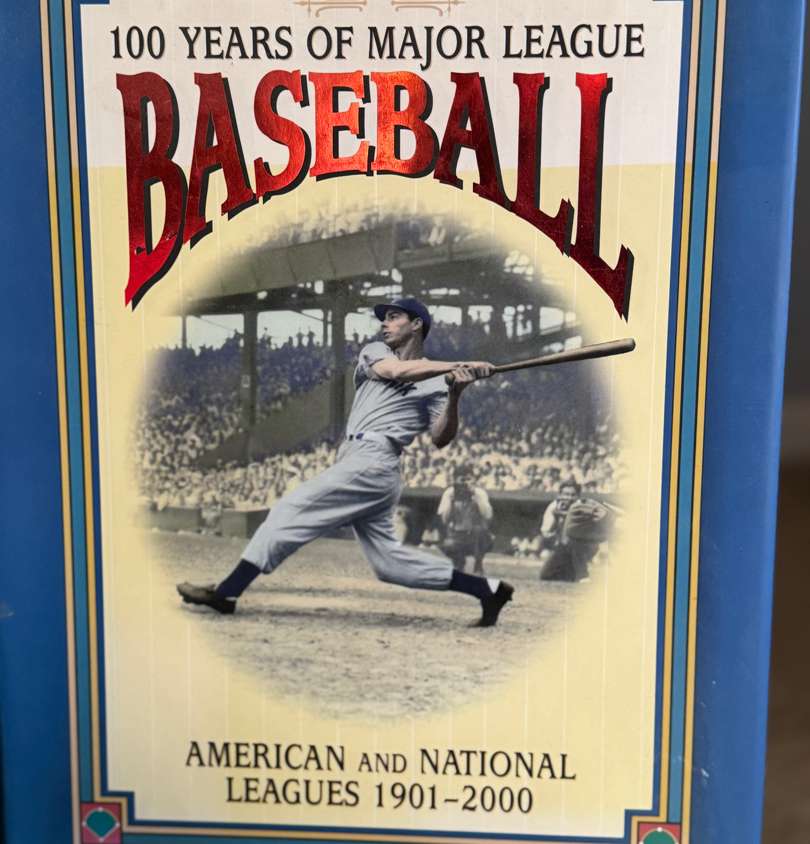 100 YEARS OF MAJOR LEAGUE
BASEBALL
AMERICAN AND NATIONAL
LEAGUES 1901–2000